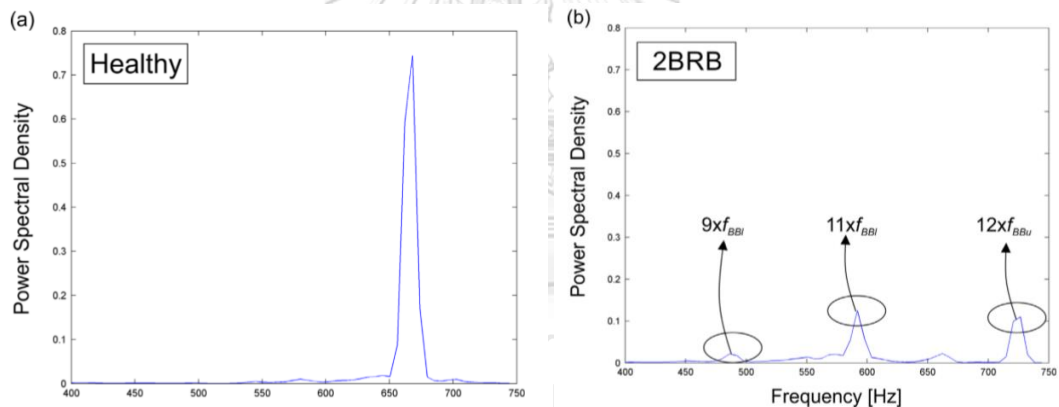 (a)
Healthy
Power Spectral Density
0.8
0.7
0.6
0.5
0.4
0.3
0.2
0.1
0
400 450 500 550 600 650 700 750
(b)
2BRB
Power Spectral Density
0.8
0.7
0.6
0.5
0.4
0.3
0.2
0.1
0
9xfBBl 11xfBBl 12xfBBu
400 450 500 550 600 650 700 750
Frequency [Hz]